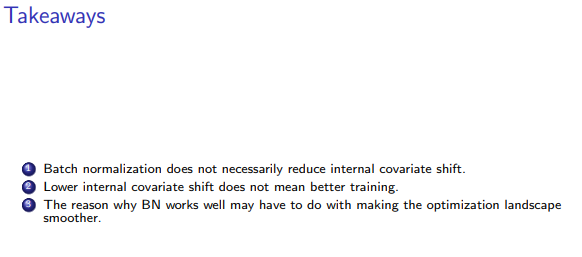 Takeaways
1 Batch normalization does not necessarily reduce internal covariate shift.
2 Lower internal covariate shift does not mean better training.
3 The reason why BN works well may have to do with making the optimization landscape
smoother.